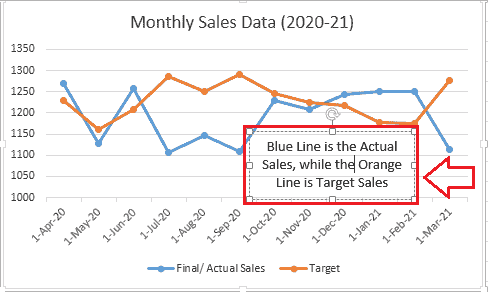 Monthly Sales Data (2020-21)
1350
1300
1250
1200
1150
1100
1050
1000
Blue Line is the Actual
Sales, while the Orange
Line is Target Sales
1-Apr-20
1-May-20
1-Jun-20
1-Jul-20
1-Aug-20
1-Sep-20
1-Oct-20
1-Nov-20
1-Dec-20
1-Jan-21
1-Feb-21
1-Mar-21
Final/ Actual Sales
Target